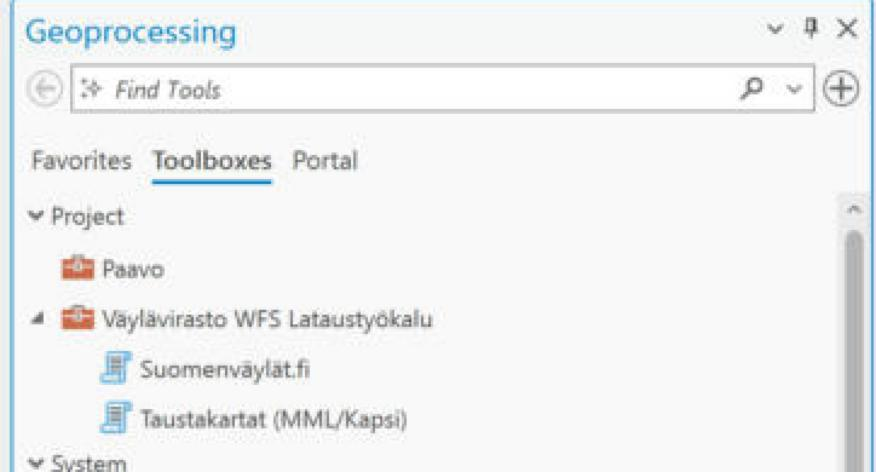 Geoprocessing
Find Tools
Favorites Toolboxes Portal
Project
Paavo
Väylävirasto WFS Lataustyökalu
Suomenväylät.fi
Taustakartat (MML/Kapsi)
System